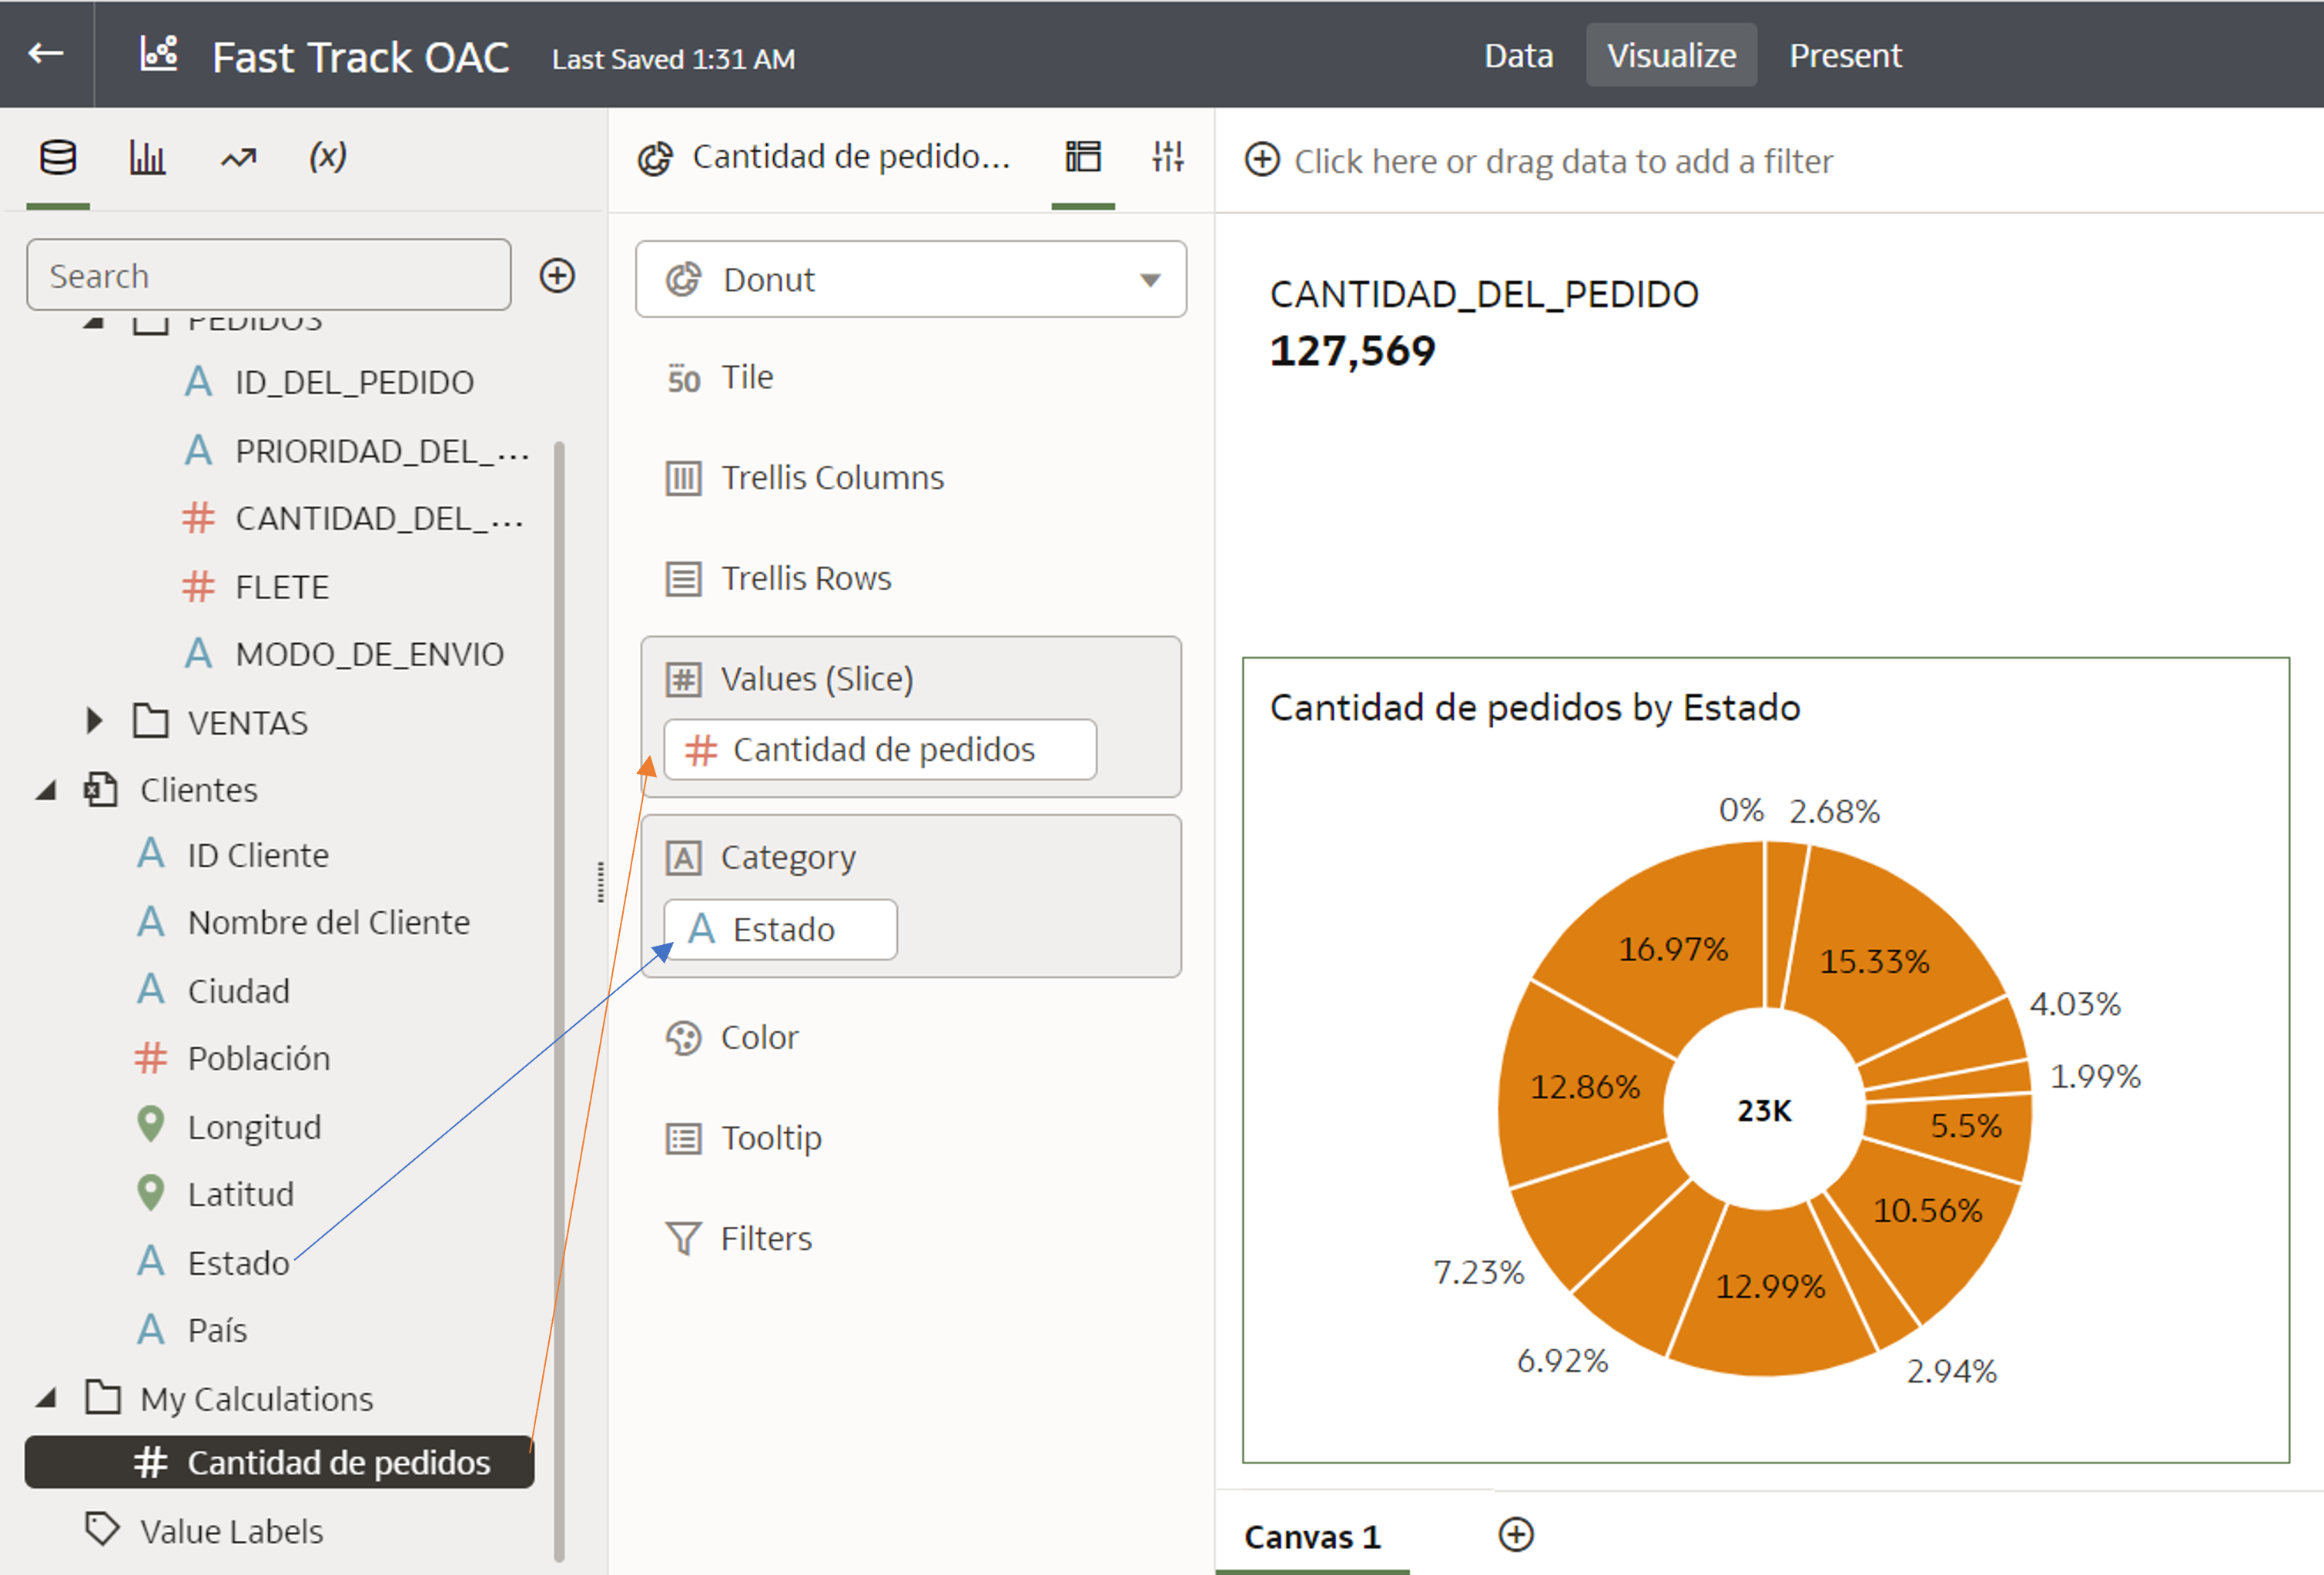 Fast Track OAC Last Saved 1:31 AM Data Visualize Present
(x)
Search
PEDIDOS
ID_DEL_PEDIDO
PRIORIDAD_DEL_...
CANTIDAD_DEL_...
FLETE
MODO_DE_ENVIO
VENTAS
Clientes
ID Cliente
Nombre del Cliente
Ciudad
Población
Longitud
Latitud
Estado
País
My Calculations
Cantidad de pedidos
Value Labels
Cantidad de pedido...
Donut
50 Tile
Trellis Columns
Trellis Rows
Values (Slice)
Cantidad de pedidos
Category
Estado
Color
Tooltip
Filters
Click here or drag data to add a filter
CANTIDAD_DEL_PEDIDO
127,569
Cantidad de pedidos by Estado
0% 2.68%
16.97% 15.33%
4.03%
1.99%
12.86% 23K 5.5%
10.56%
7.23% 12.99%
6.92% 2.94%
Canvas 1